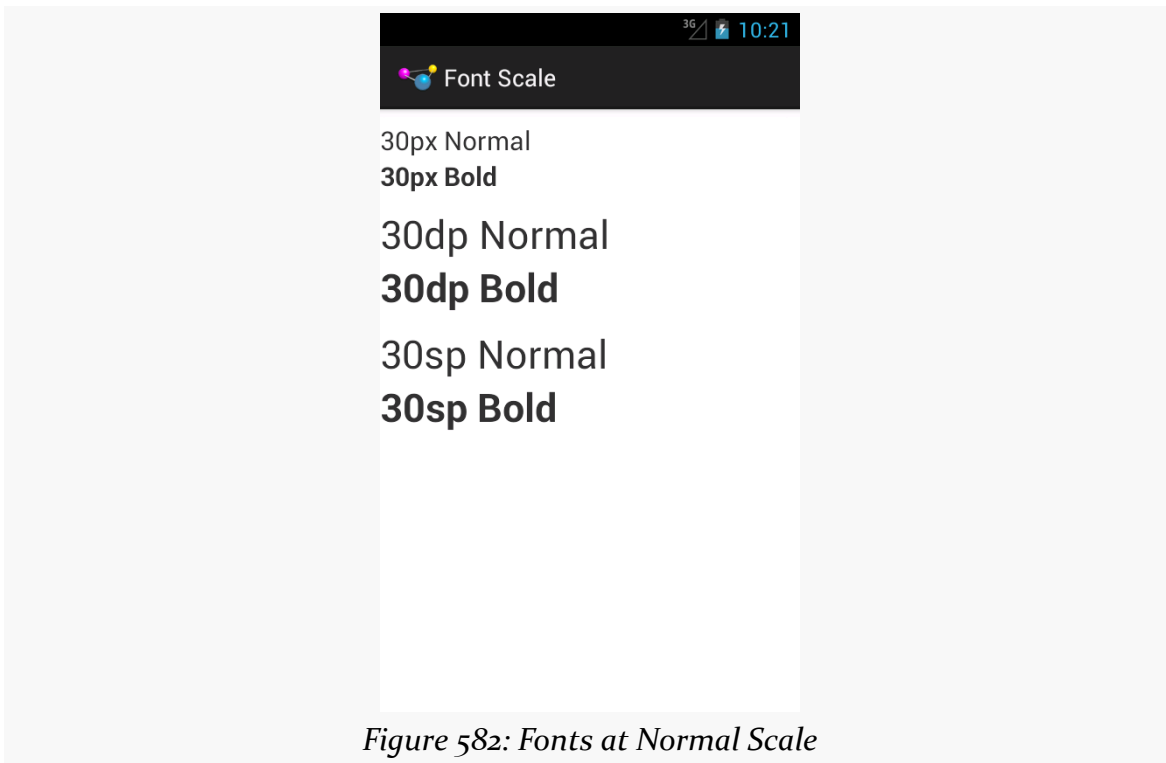 3G 10:21
Font Scale
30px Normal
30px Bold
30dp Normal
30dp Bold
30sp Normal
30sp Bold
Figure 582: Fonts at Normal Scale